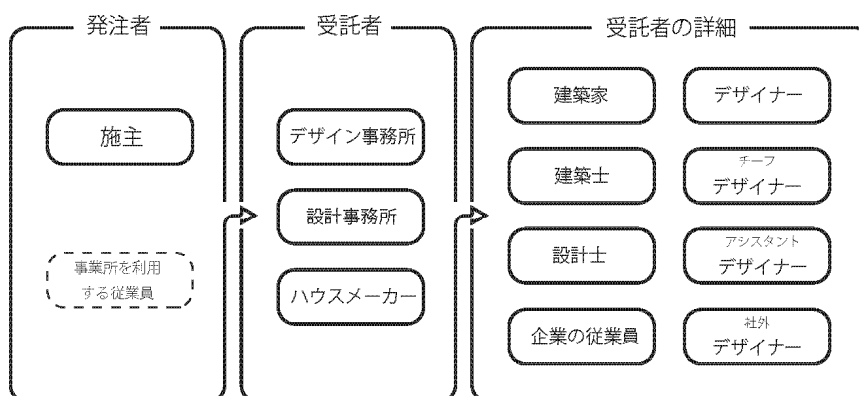 発注者
施主
事業所を利用
する従業員
受託者
デザイン事務所
設計事務所
ハウスメーカー
受託者の詳細
建築家
デザイナー
建築士
チーフ
デザイナー
設計士
アシスタント
デザイナー
企業の従業員
社外
デザイナー